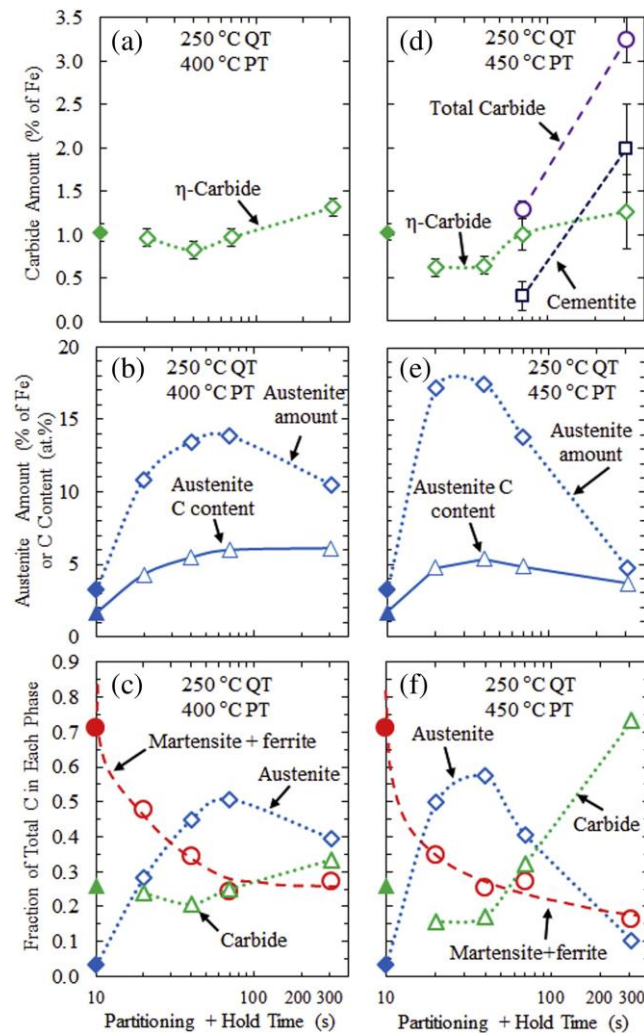 (a)
250 °C QT
400 °C PT
η-Carbide
Carbide Amount (% of Fe)
3.5
3.0
2.5
2.0
1.5
1.0
0.5
0.0
(d)
250 °C QT
450 °C PT
Total Carbide
η-Carbide
Cementite
(b)
250 °C QT
400 °C PT
Austenite
amount
Austenite
C content
Austenite Amount (% of Fe)
or C Content (at.%)
20
15
10
5
0
(e)
250 °C QT
450 °C PT
Austenite
amount
Austenite C
content
(c)
250 °C QT
400 °C PT
Martensite + ferrite
Austenite
Carbide
Fraction of Total C in Each Phase
0.9
0.8
0.7
0.6
0.5
0.4
0.3
0.2
0.1
0.0
10
100
200 300
Partitioning + Hold Time (s)
(f)
250 °C QT
450 °C PT
Austenite
Carbide
Martensite+ferrite
10
100
200 300
Partitioning + Hold Time (s)